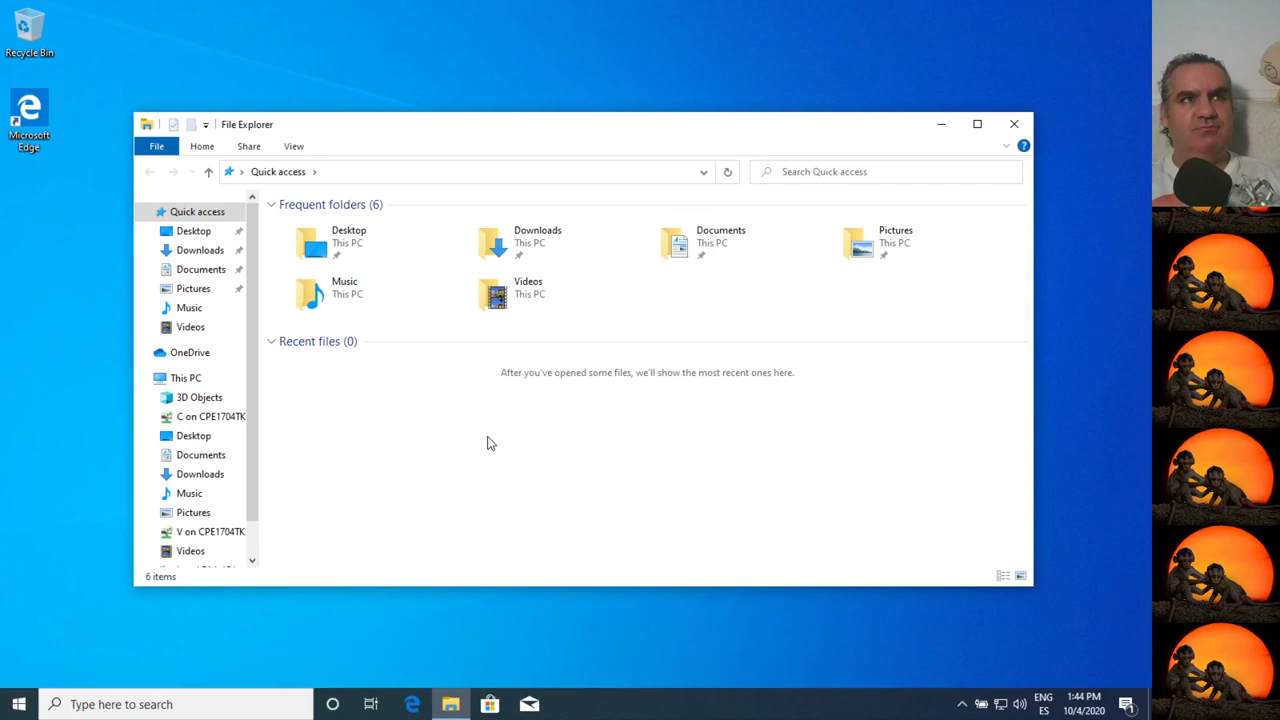 Recycle Bin
Microsoft
Edge
File Explorer
File
Home
Share
View
Quick access
Search Quick access
Quick access
Desktop
Downloads
Documents
Pictures
Music
Videos
OneDrive
This PC
3D Objects
C on CPE1704TK
Desktop
Documents
Downloads
Music
Pictures
V on CPE1704TK
Videos
Frequent folders (6)
Desktop
This PC
Downloads
This PC
Documents
This PC
Pictures
This PC
Music
This PC
Videos
This PC
Recent files (0)
After you've opened some files, we'll show the most recent ones here.
6 items
Type here to search
ENG
ES
1:44 PM
10/4/2020
1